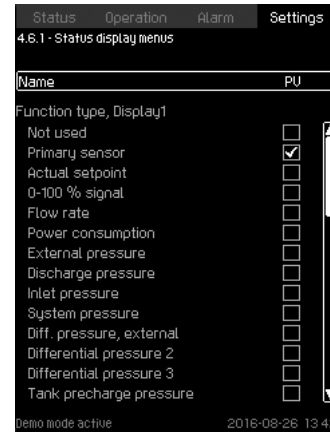 Status Operation Alarm Settings
4.6.1 - Status display menus
Name PV
Function type, Display1
Not used
Primary sensor
Actual setpoint
0-100 % signal
Flow rate
Power consumption
External pressure
Discharge pressure
Inlet pressure
System pressure
Diff. pressure, external
Differential pressure 2
Differential pressure 3
Tank precharge pressure
Demo mode active 2016-08-26 13:4